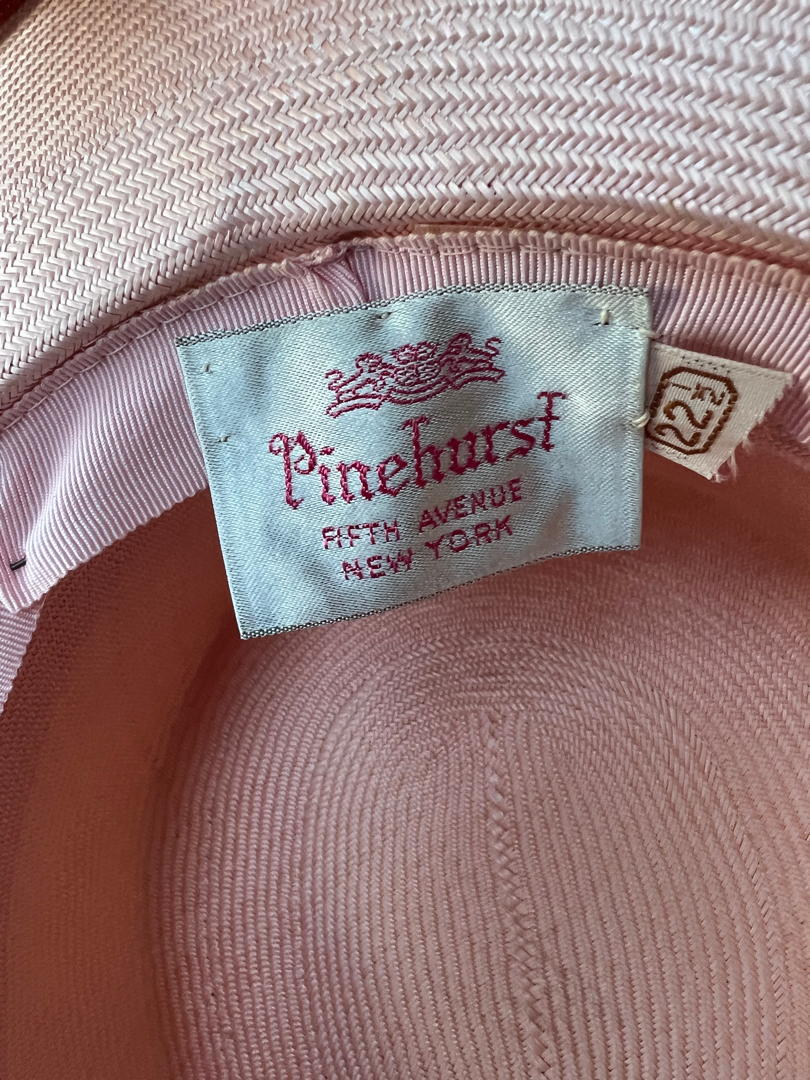 Pinehurst
FIFTH AVENUE
NEW YORK
22½